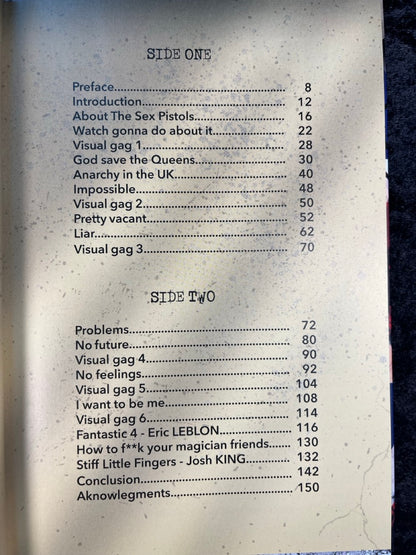 SIDE ONE
Preface........................................................ 8
Introduction................................................ 12
About The Sex Pistols.............................. 16
Watch gonna do about it........................ 22
Visual gag 1................................................ 28
God save the Queens.............................. 30
Anarchy in the UK..................................... 40
Impossible................................................... 48
Visual gag 2................................................ 50
Pretty vacant............................................... 52
Liar................................................................ 62
Visual gag 3................................................ 70
SIDE TWO
Problems..................................................... 72
No future..................................................... 80
Visual gag 4................................................ 90
No feelings.................................................. 92
Visual gag 5................................................ 104
I want to be me.......................................... 108
Visual gag 6................................................ 114
Fantastic 4 - Eric LEBLON........................ 116
How to f**k your magician friends....... 130
Stiff Little Fingers - Josh KING............... 132
Conclusion.................................................. 142
Aknowlegments........................................ 150